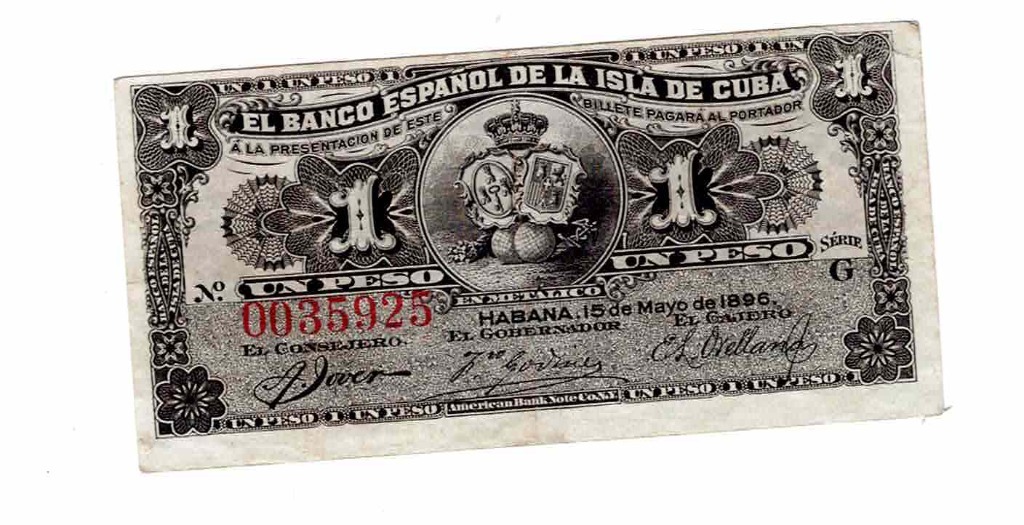 UN 1 UN PESO 1
1 UN PESO 1 UN
1
1
EL BANCO ESPAÑOL DE LA ISLA DE CUBA
Á LA PRESENTACION DE ESTE
BILLETE PAGARÁ AL PORTADOR
1
1
UN PESO
UN PESO
SÉRIE
G
Nº
0035925
EN METÁLICO
HABANA, 15 de Mayo de 1896.
EL CONSEJERO.
EL GOBERNADOR
EL CAJERO.
UN PESO 1 UN PESO
American Bank Note Co. N.Y.
UN PESO 1 UN PESO